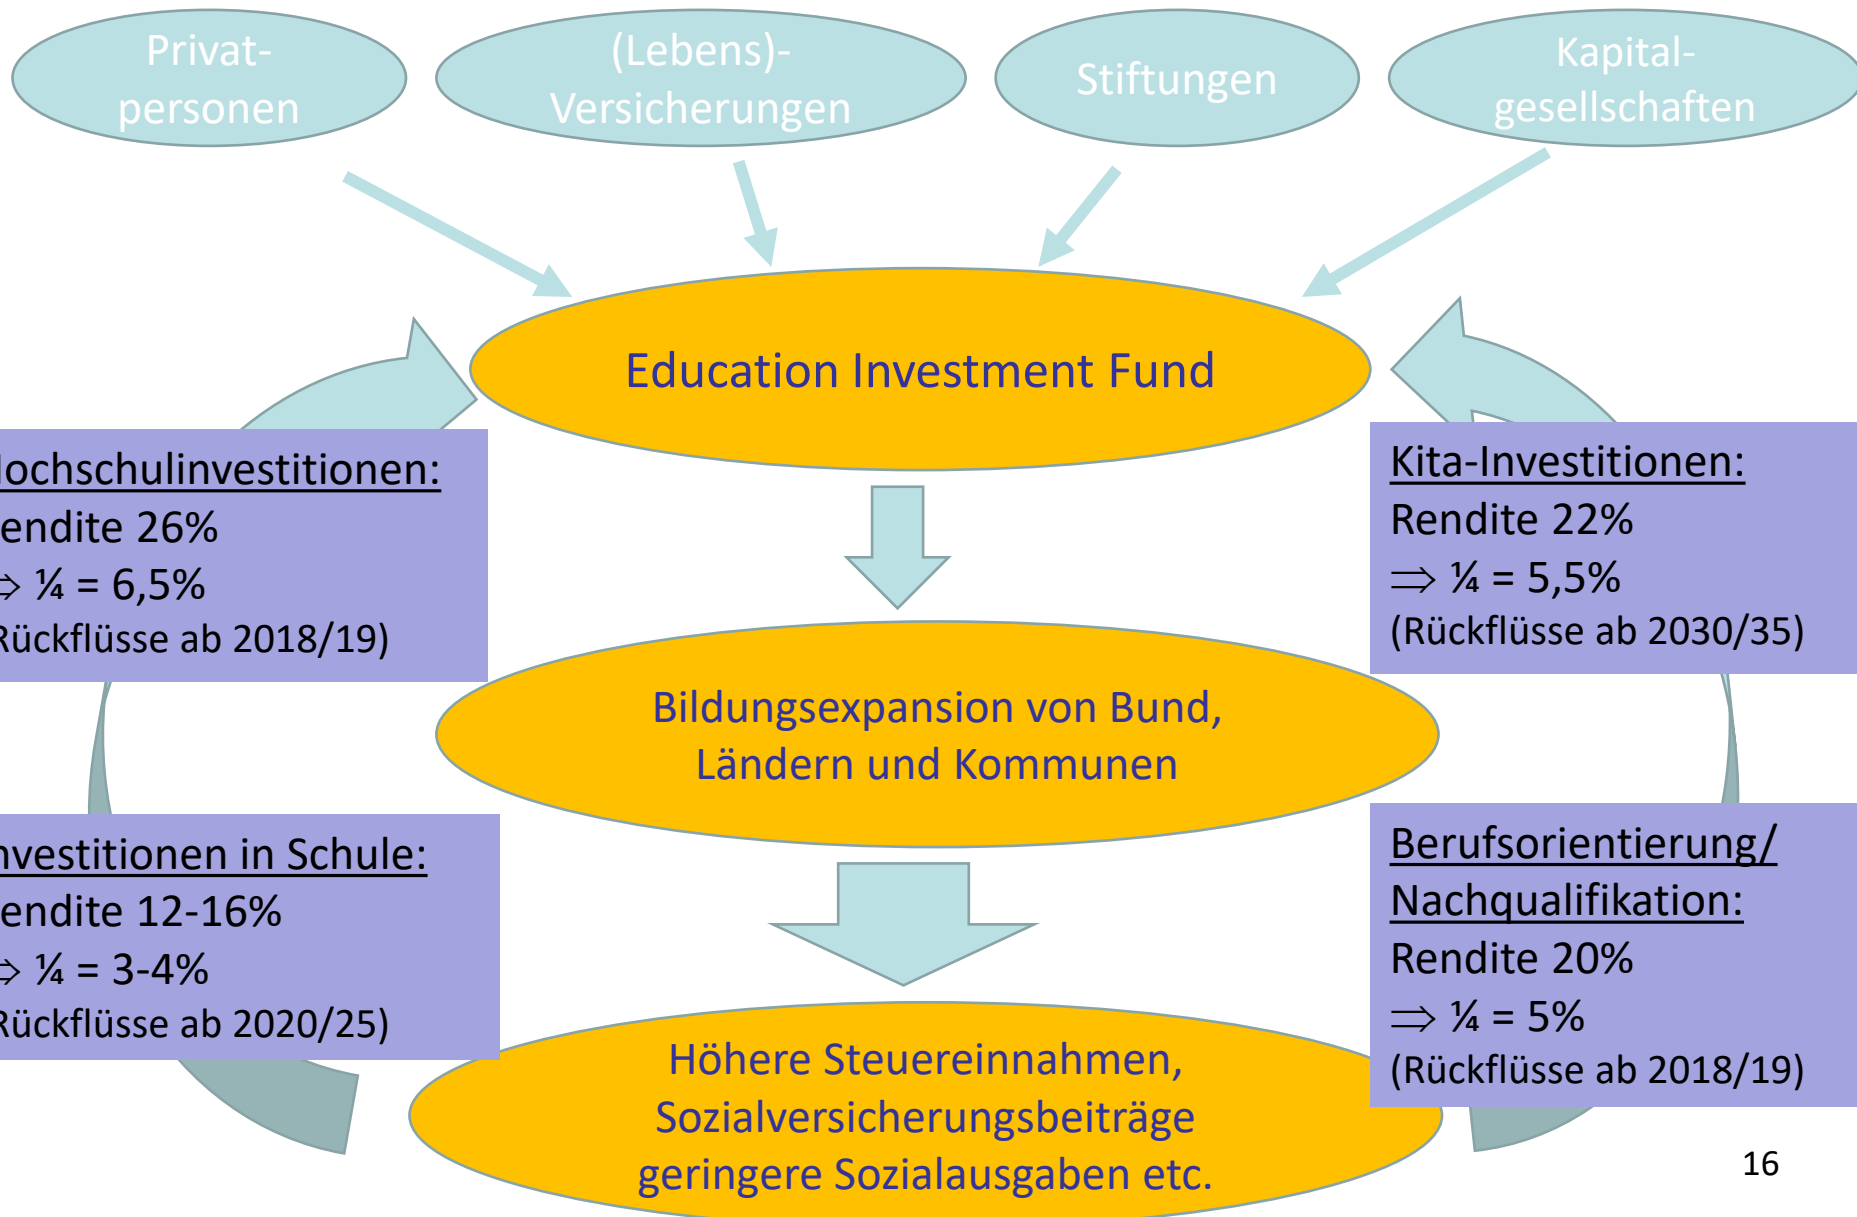 Privat-
personen
(Lebens)-
Versicherungen
Stiftungen
Kapital-
gesellschaften
Education Investment Fund
ochschulinvestitionen:
endite 26%
⇒ ¼ = 6,5%
Rückflüsse ab 2018/19)
Kita-Investitionen:
Rendite 22%
⇒ ¼ = 5,5%
(Rückflüsse ab 2030/35)
Bildungsexpansion von Bund,
Ländern und Kommunen
nvestitionen in Schule:
endite 12-16%
⇒ ¼ = 3-4%
Rückflüsse ab 2020/25)
Berufsorientierung/
Nachqualifikation:
Rendite 20%
⇒ ¼ = 5%
(Rückflüsse ab 2018/19)
Höhere Steuereinnahmen,
Sozialversicherungsbeiträge
geringere Sozialausgaben etc.
16